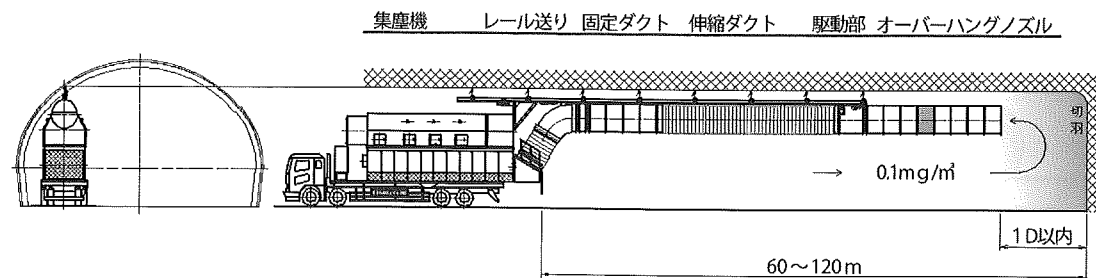 集塵機 レール送り 固定ダクト 伸縮ダクト 駆動部 オーバーハングノズル
切羽
0.1mg/㎥
1D以内
60～120m